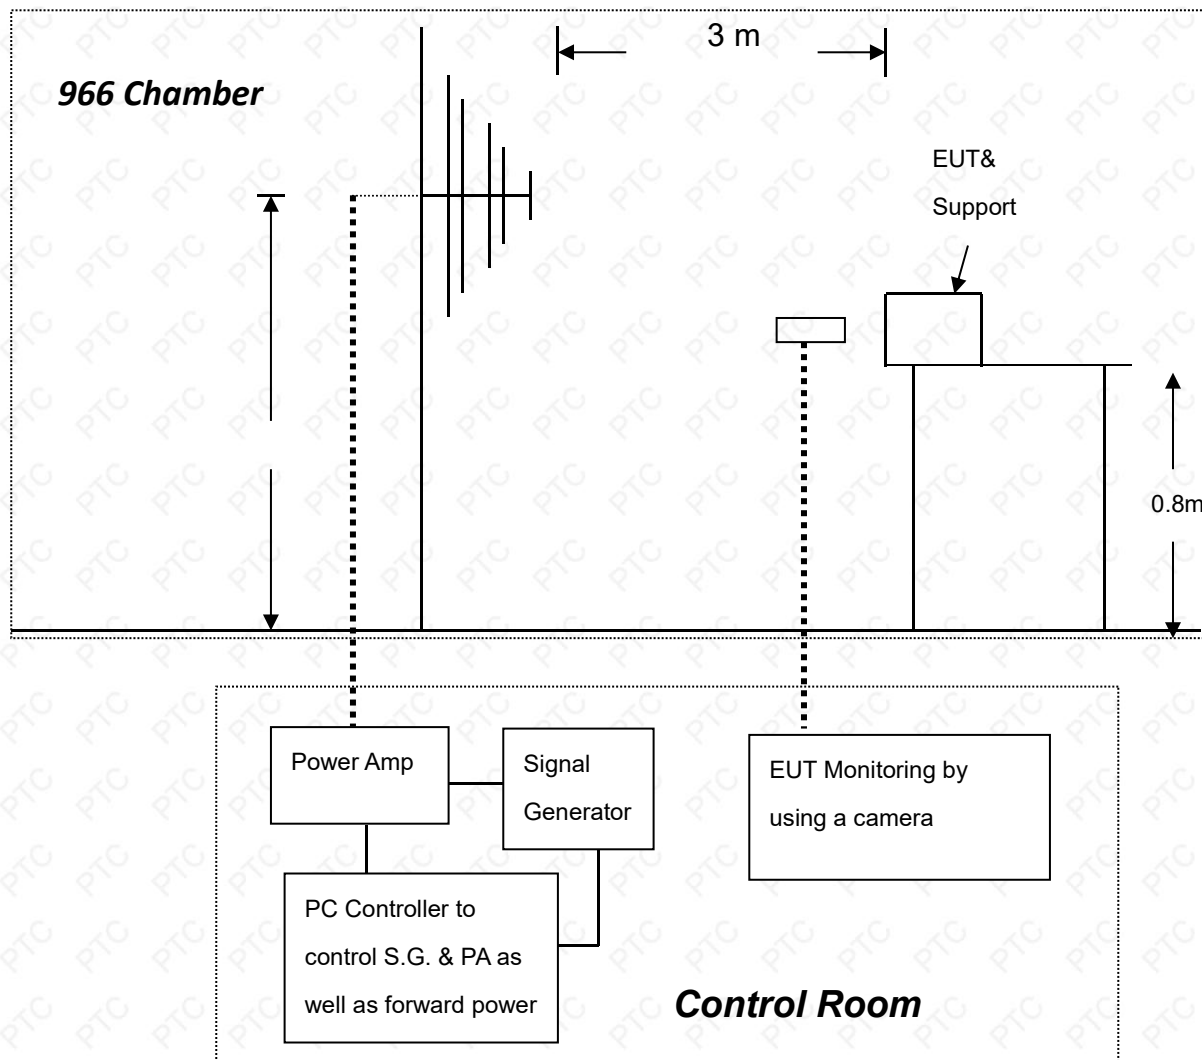 3 m
966 Chamber
EUT&
Support
0.8m
Power Amp
Signal
Generator
EUT Monitoring by
using a camera
PC Controller to
control S.G. & PA as
well as forward power
Control Room
PTC